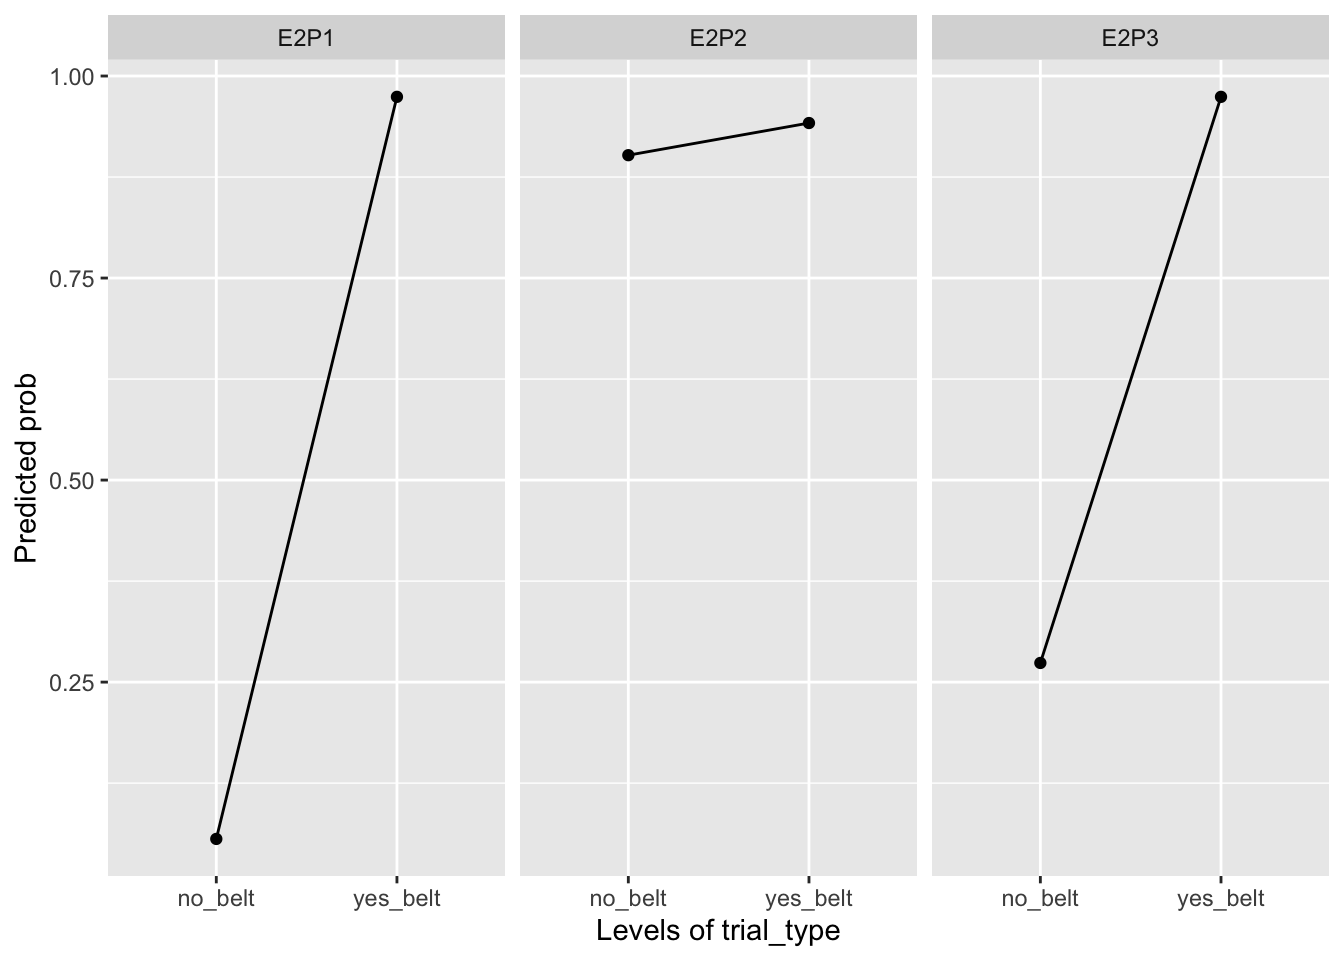 E2P1 E2P2 E2P3
1.00
0.75
0.50
0.25
Predicted prob
no_belt yes_belt no_belt yes_belt no_belt yes_belt
Levels of trial_type